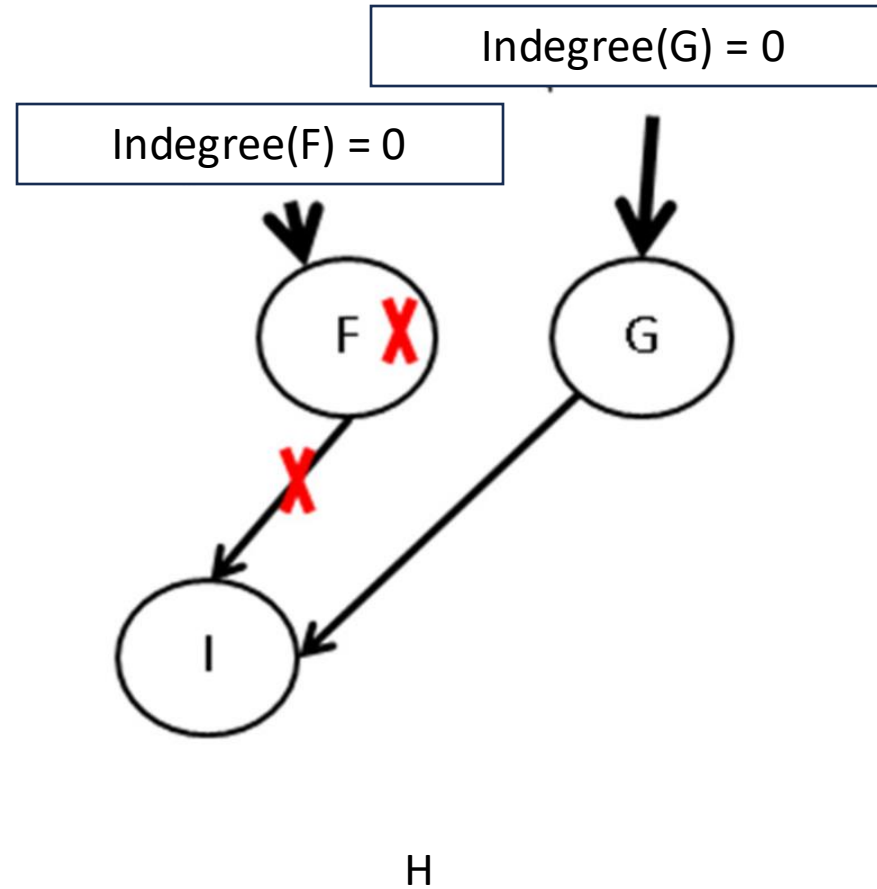 Indegree(G) = 0
Indegree(F) = 0
F
G
I
H